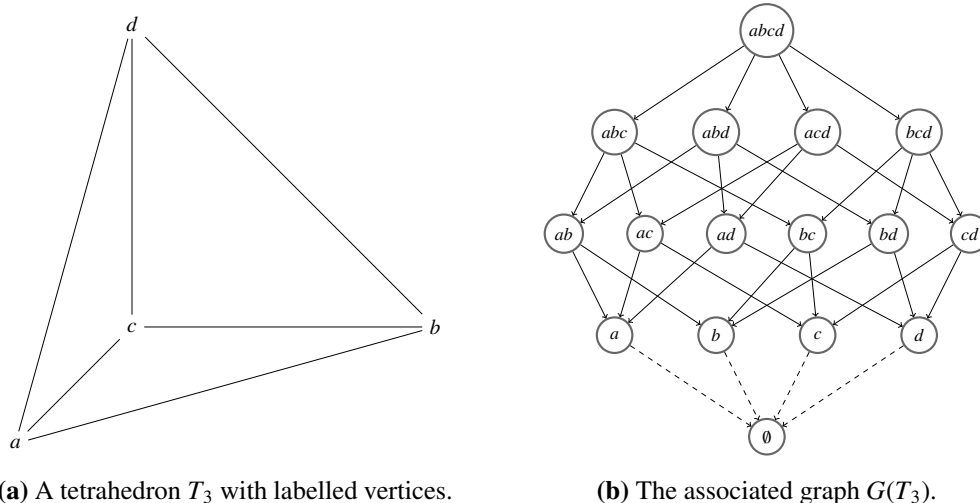 d
c
b
a
abcd
abc abd acd bcd
ab ac ad bc bd cd
a b c d
∅
(a) A tetrahedron T₃ with labelled vertices.
(b) The associated graph G(T₃).